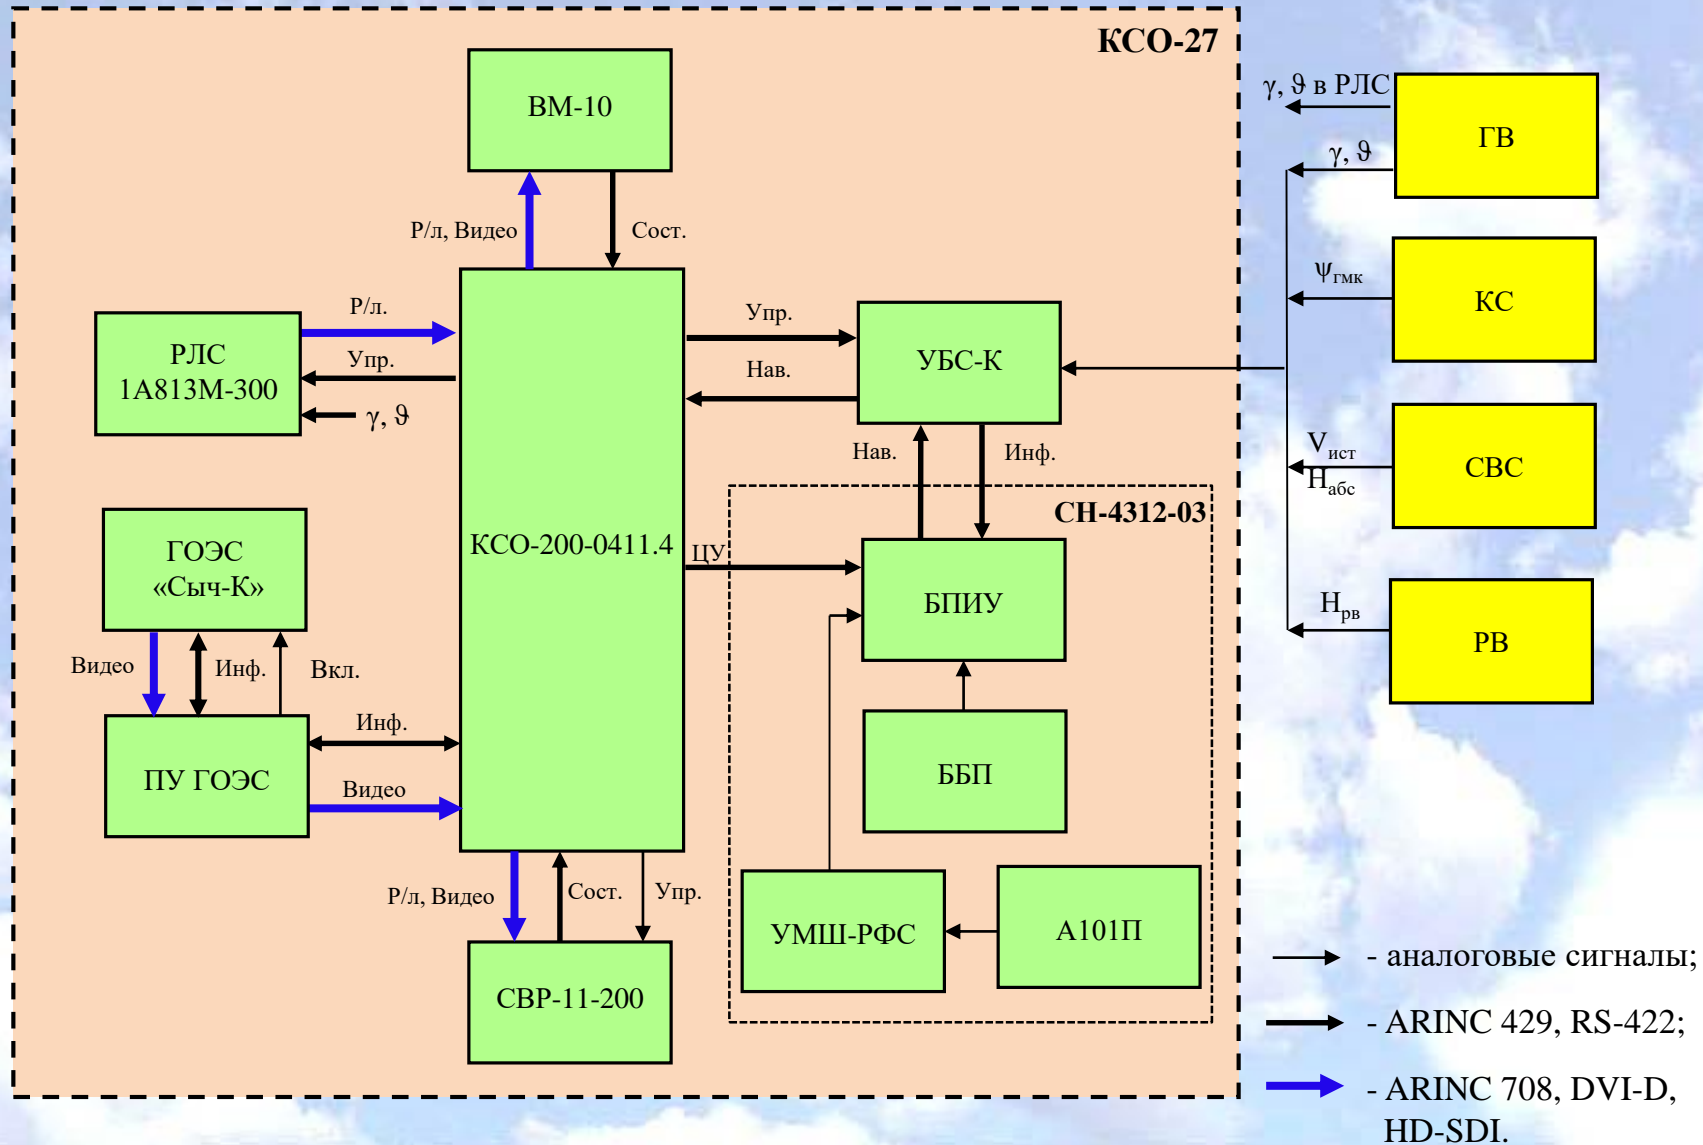 КСО-27
ВМ-10
γ, ϑ в РЛС
ГВ
γ, ϑ
Р/л, Видео
Сост.
Р/л.
Упр.
ψгмк
КС
РЛС
1А813М-300
Упр.
УБС-К
Нав.
γ, ϑ
Нав.
Инф.
Vист
Набс
СВС
СН-4312-03
ГОЭС
«Сыч-К»
КСО-200-0411.4
ЦУ
БПИУ
Нрв
РВ
Видео
Инф.
Вкл.
Инф.
ПУ ГОЭС
Видео
ББП
Р/л, Видео
Сост.
Упр.
УМШ-РФС
А101П
СВР-11-200
- аналоговые сигналы;
- ARINC 429, RS-422;
- ARINC 708, DVI-D,
HD-SDI.